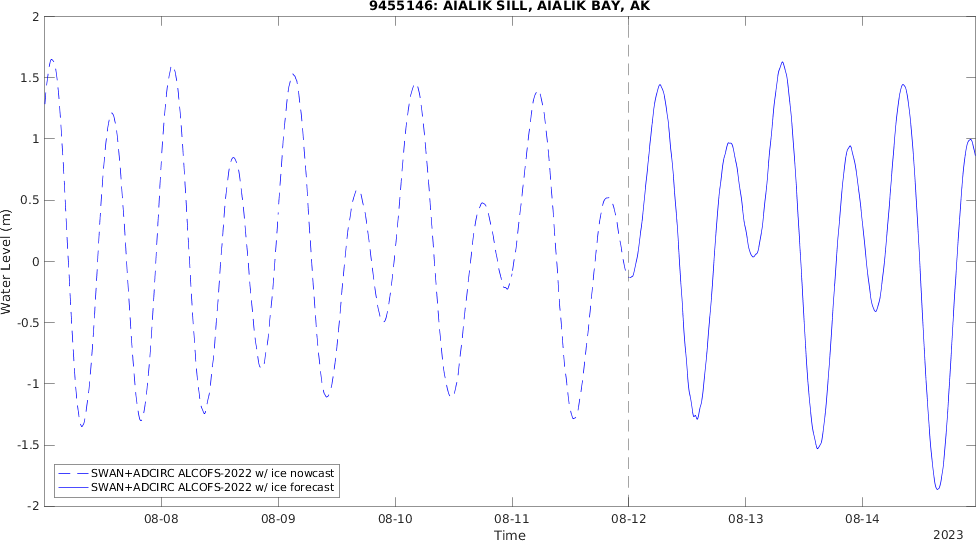 9455146: AIALIK SILL, AIALIK BAY, AK
2
1.5
1
0.5
0
-0.5
-1
-1.5
-2
Water Level (m)
SWAN+ADCIRC ALCOFS-2022 w/ ice nowcast
SWAN+ADCIRC ALCOFS-2022 w/ ice forecast
08-08 08-09 08-10 08-11 08-12 08-13 08-14
Time
2023